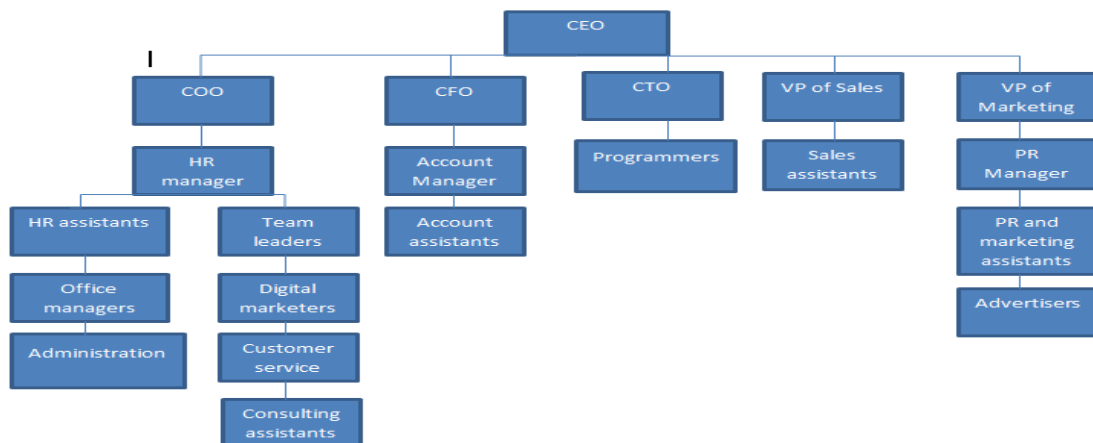 CEO
COO
CFO
CTO
VP of Sales
VP of
Marketing
HR
manager
Account
Manager
Programmers
Sales
assistants
PR
Manager
HR assistants
Team
leaders
Account
assistants
PR and
marketing
assistants
Office
managers
Digital
marketers
Advertisers
Administration
Customer
service
Consulting
assistants